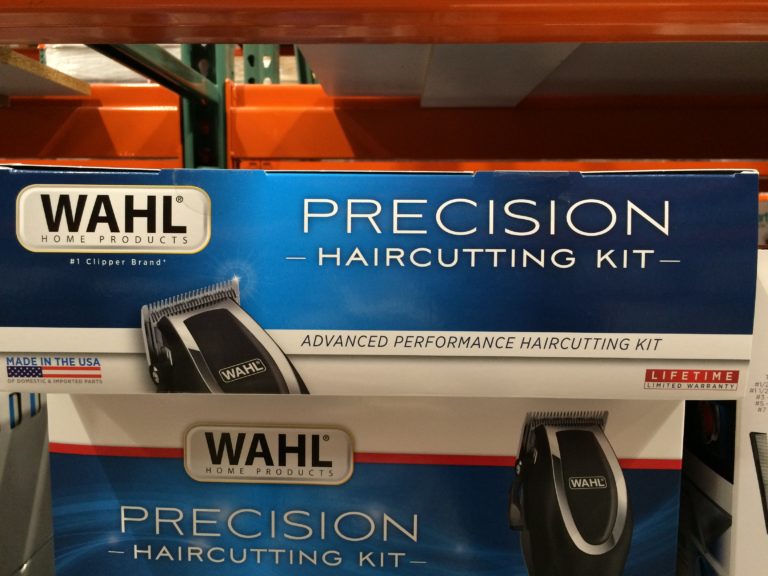 WAHL®
HOME PRODUCTS
#1 Clipper Brand*
PRECISION
HAIRCUTTING KIT
ADVANCED PERFORMANCE HAIRCUTTING KIT
WAHL
MADE IN THE USA
OF DOMESTIC & IMPORTED PARTS
LIFETIME
LIMITED WARRANTY
WAHL®
HOME PRODUCTS
PRECISION
HAIRCUTTING KIT
WAHL